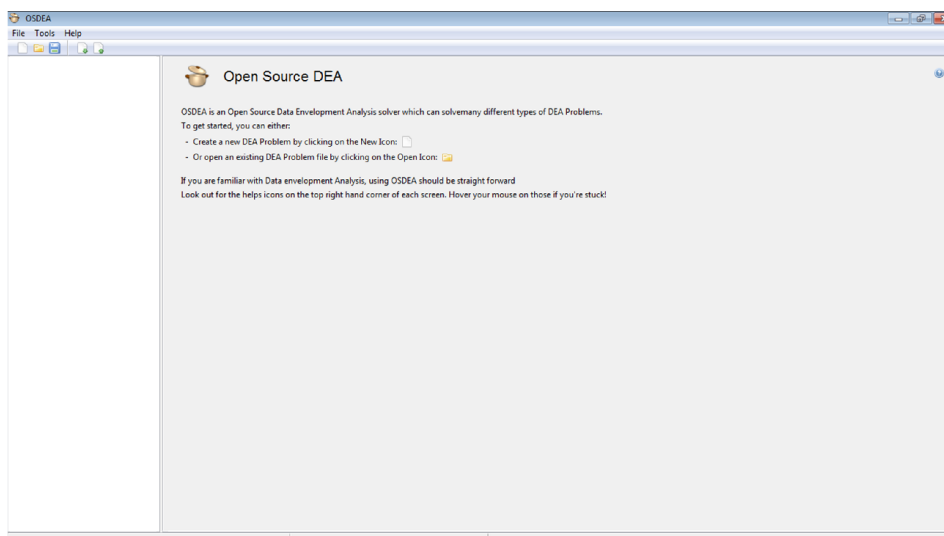 OSDEA
File Tools Help
Open Source DEA
OSDEA is an Open Source Data Envelopment Analysis solver which can solvemany different types of DEA Problems.
To get started, you can either:
- Create a new DEA Problem by clicking on the New Icon:
- Or open an existing DEA Problem file by clicking on the Open Icon:
If you are familiar with Data envelopment Analysis, using OSDEA should be straight forward
Look out for the helps icons on the top right hand corner of each screen. Hover your mouse on those if you're stuck!